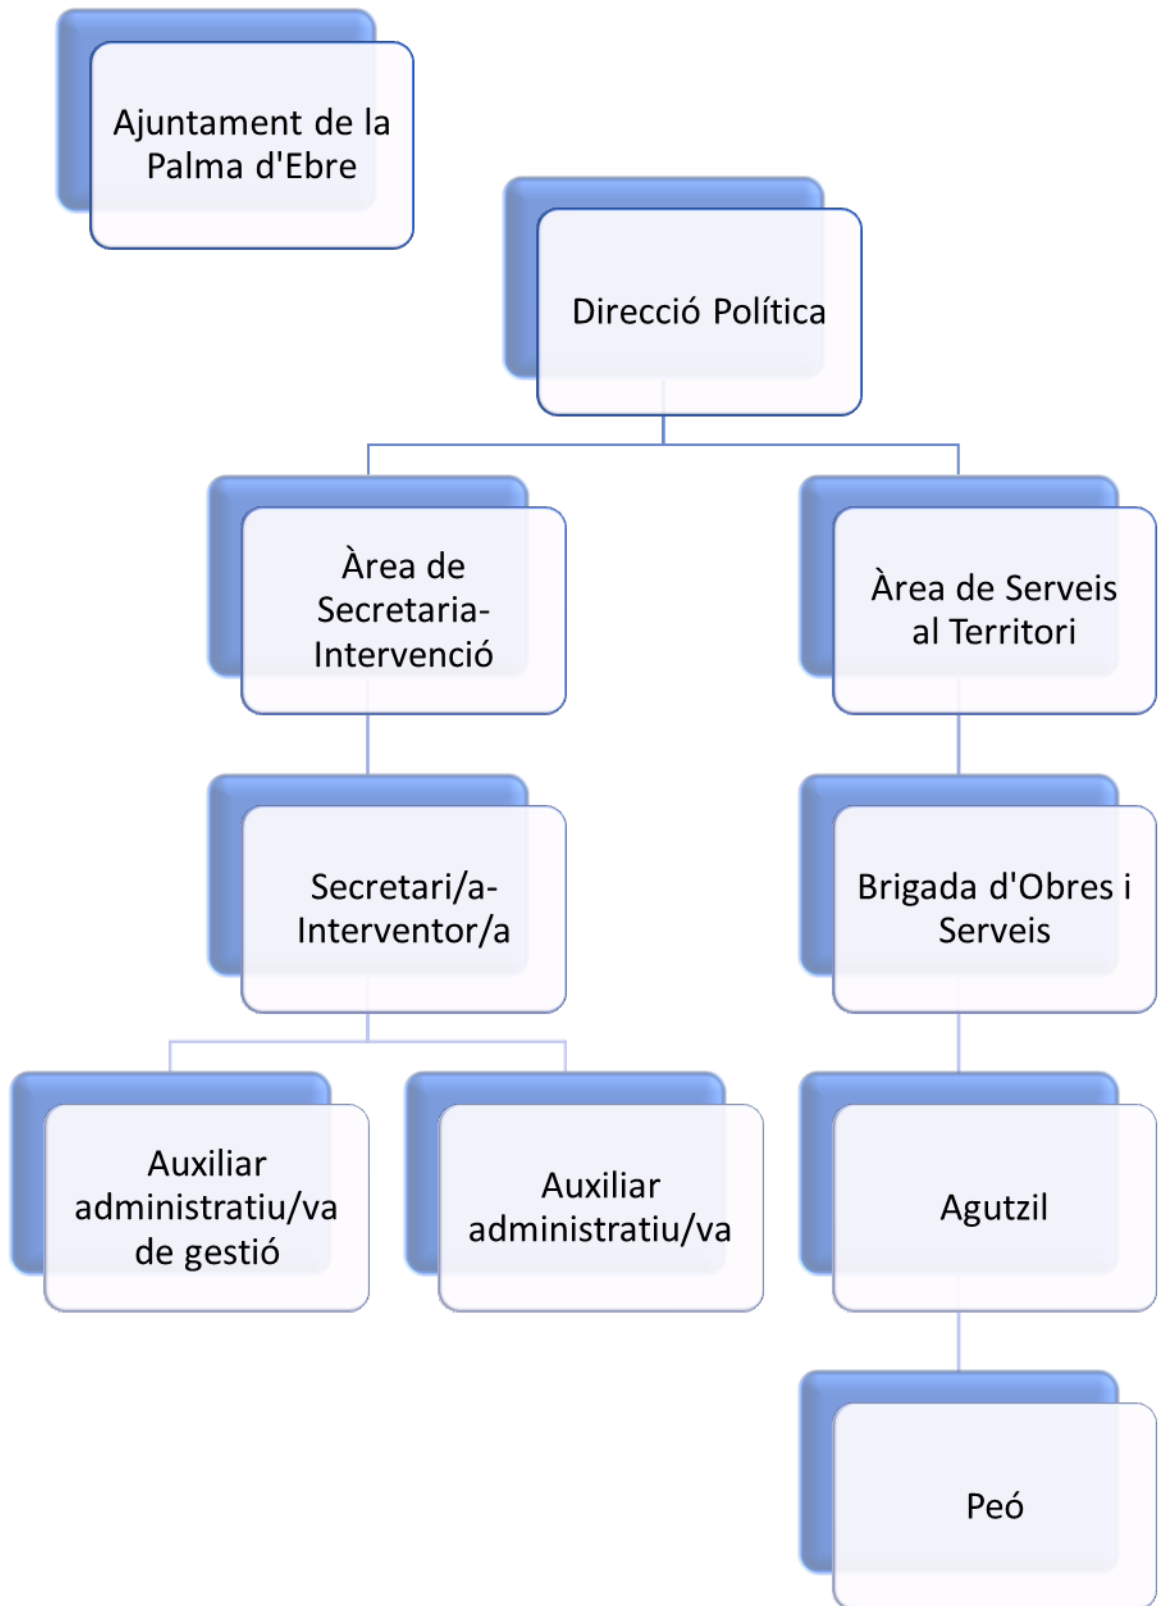 Ajuntament de la
Palma d'Ebre
Direcció Política
Àrea de
Secretaria-
Intervenció
Àrea de Serveis
al Territori
Secretari/a-
Interventor/a
Brigada d'Obres i
Serveis
Auxiliar
administratiu/va
de gestió
Auxiliar
administratiu/va
Agutzil
Peó